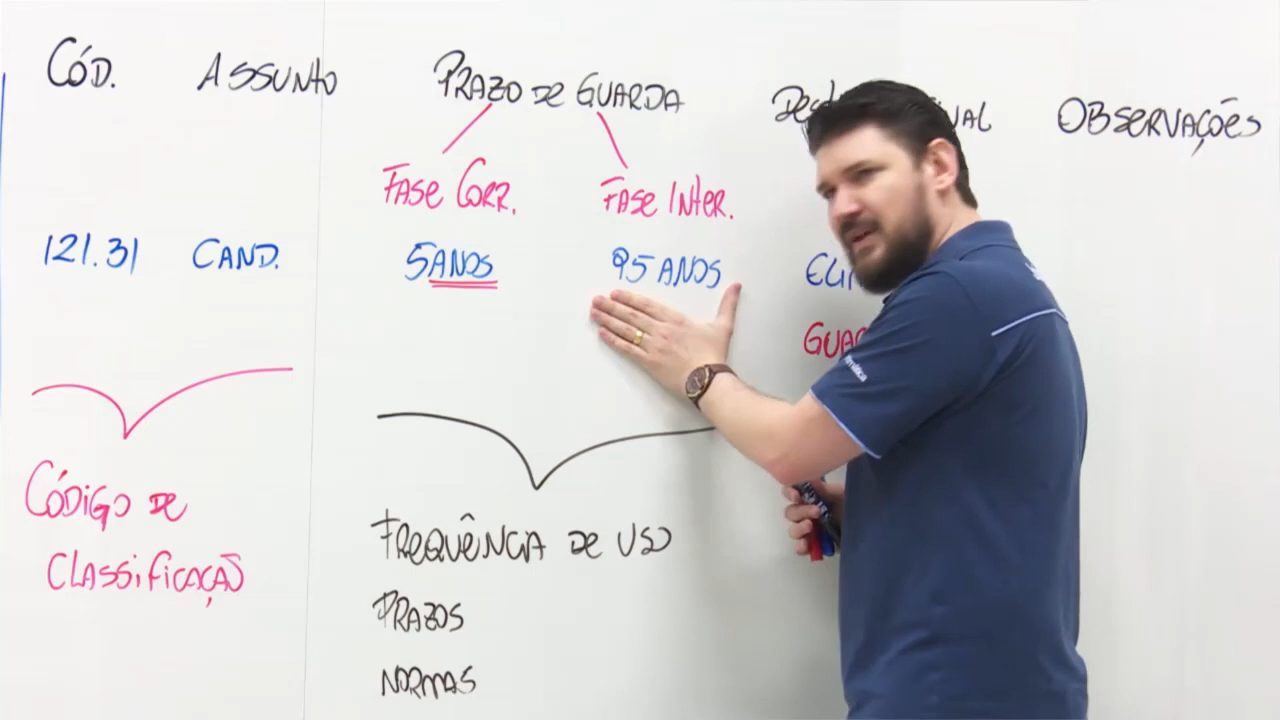 CÓD. ASSUNTO PRAZO DE GUARDA OBSERVAÇÕES
FASE CORR. FASE INTER.
121.31 CAND. 5 ANOS 95 ANOS
CÓDIGO DE
CLASSIFICAÇÃO
FREQUÊNCIA DE USO
PRAZOS
NORMAS